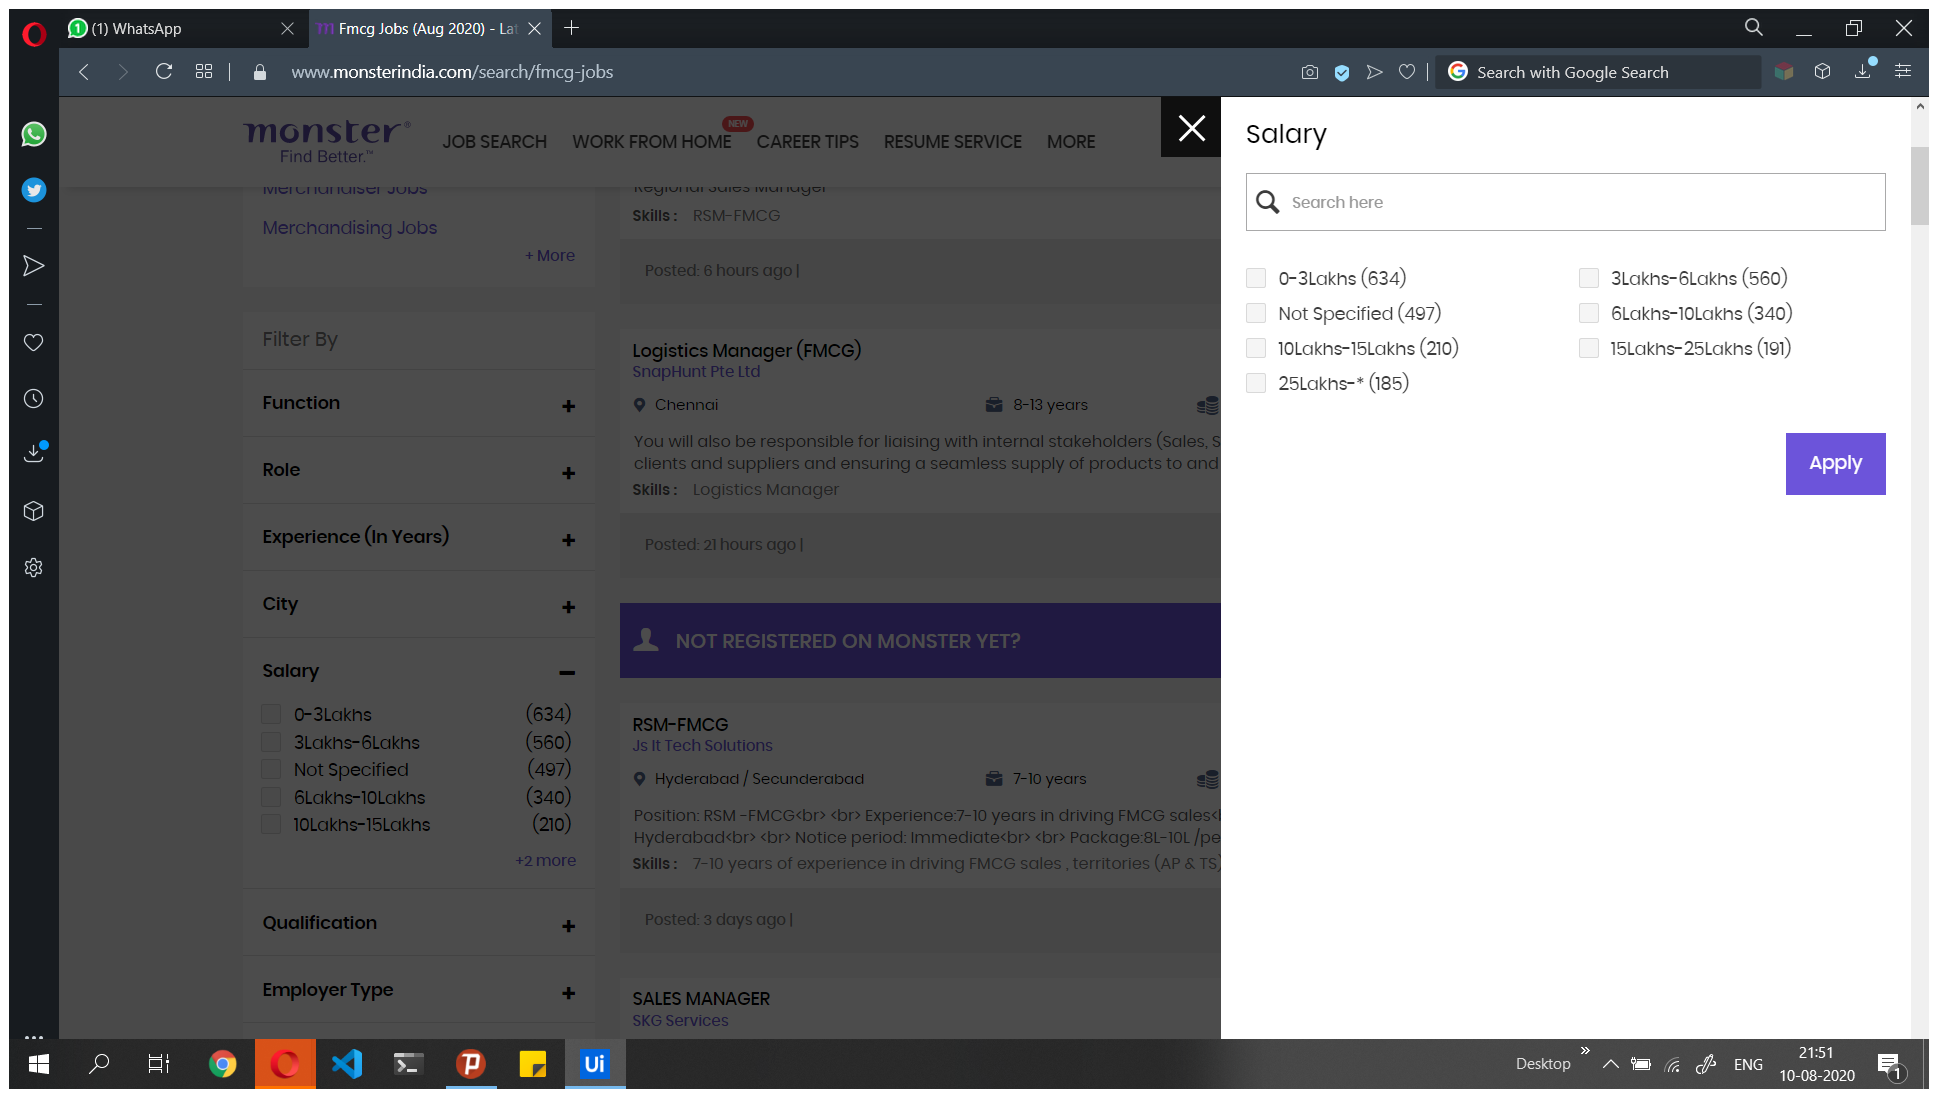 (1) WhatsApp
Fmcg Jobs (Aug 2020) - Lat
www.monsterindia.com/search/fmcg-jobs
Search with Google Search
monster®
Find Better.™
JOB SEARCH
WORK FROM HOME
NEW
CAREER TIPS
RESUME SERVICE
MORE
Merchandiser Jobs
Merchandising Jobs
+ More
Filter By
Function
Role
Experience (In Years)
City
Salary
0-3Lakhs (634)
3Lakhs-6Lakhs (560)
Not Specified (497)
6Lakhs-10Lakhs (340)
10Lakhs-15Lakhs (210)
+2 more
Qualification
Employer Type
Regional Sales Manager
Skills : RSM-FMCG
Posted: 6 hours ago |
Logistics Manager (FMCG)
SnapHunt Pte Ltd
Chennai
8-13 years
You will also be responsible for liaising with internal stakeholders (Sales, S
clients and suppliers and ensuring a seamless supply of products to and
Skills : Logistics Manager
Posted: 21 hours ago |
NOT REGISTERED ON MONSTER YET?
RSM-FMCG
Js It Tech Solutions
Hyderabad / Secunderabad
7-10 years
Position: RSM -FMCG<br> <br> Experience:7-10 years in driving FMCG sales<b
Hyderabad<br> <br> Notice period: Immediate<br> <br> Package:8L-10L /pe
Skills : 7-10 years of experience in driving FMCG sales , territories (AP & TS)
Posted: 3 days ago |
SALES MANAGER
SKG Services
Salary
Search here
0-3Lakhs (634)
3Lakhs-6Lakhs (560)
Not Specified (497)
6Lakhs-10Lakhs (340)
10Lakhs-15Lakhs (210)
15Lakhs-25Lakhs (191)
25Lakhs-* (185)
Apply
Ui
Desktop
ENG
21:51
10-08-2020
1